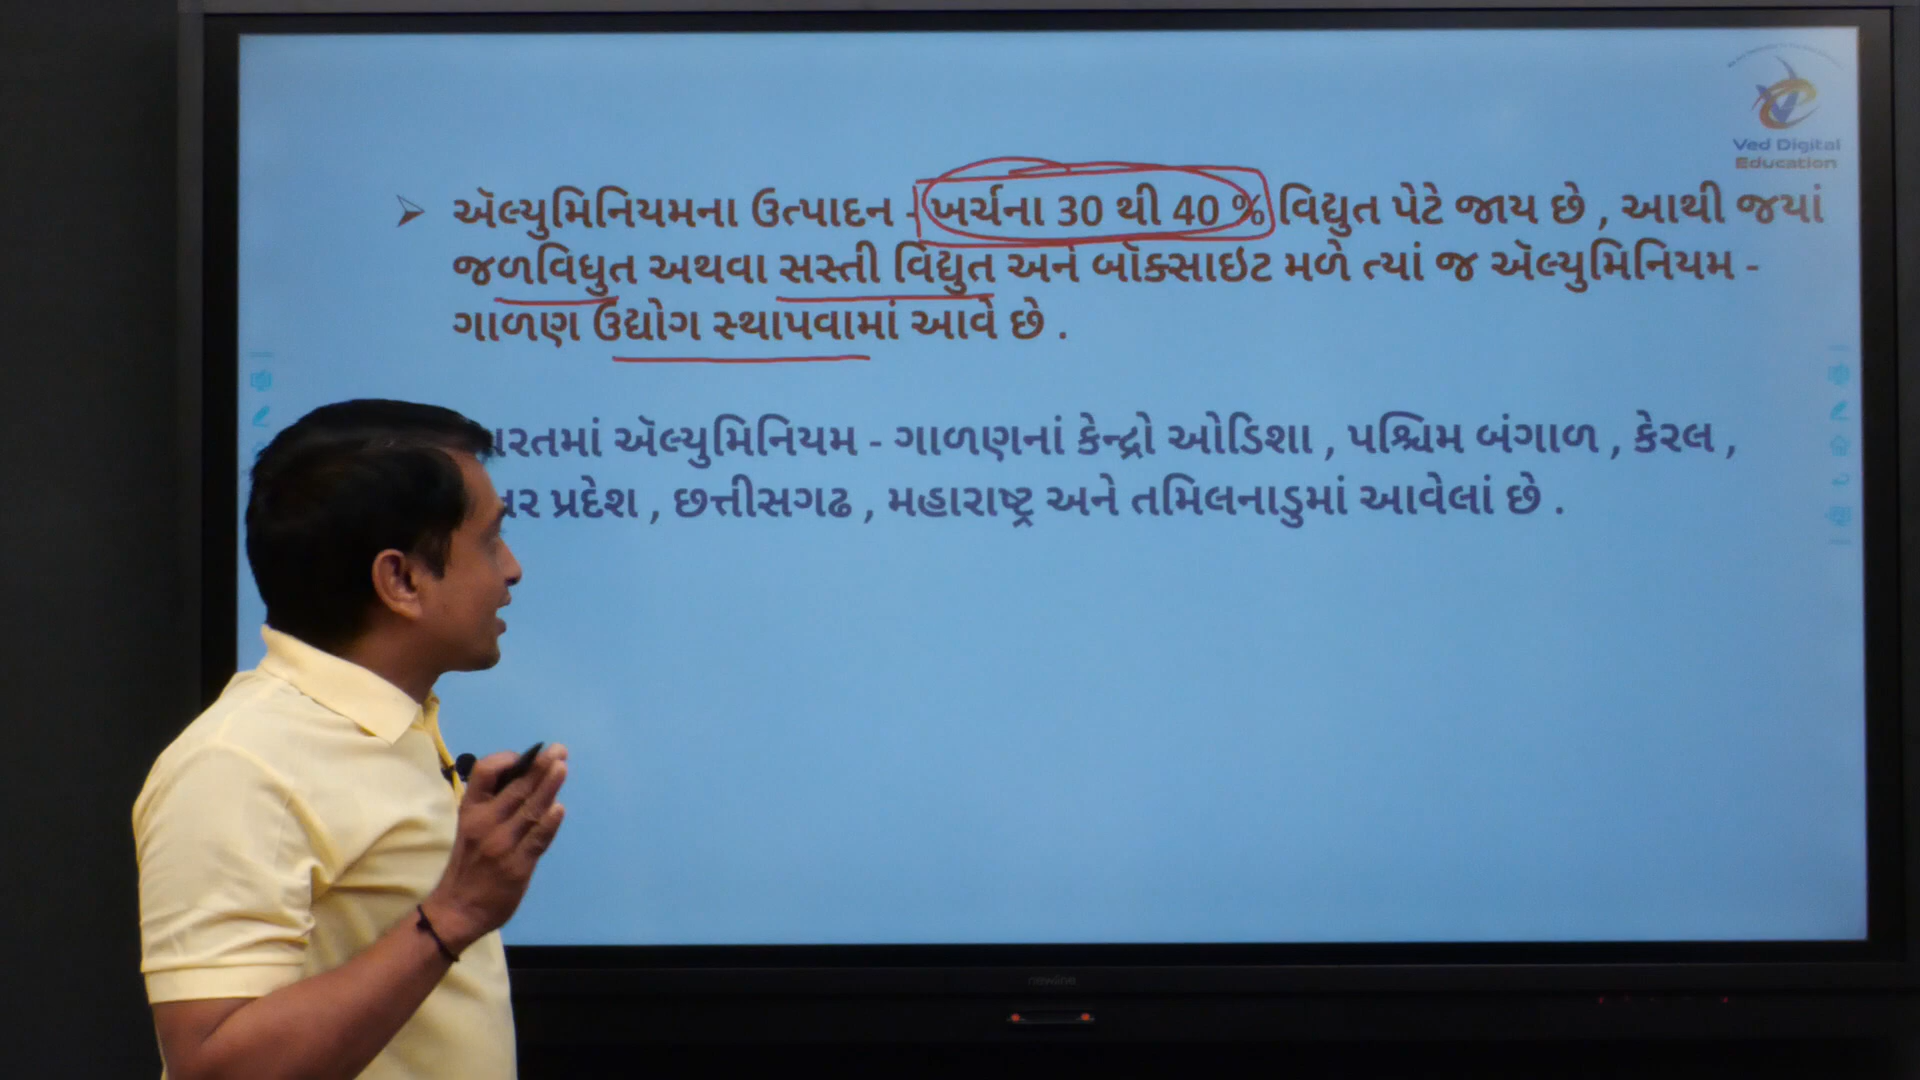 Ved Digital
Education
➤ ઍલ્યુમિનિયમના ઉત્પાદન - ખર્ચના 30 થી 40 % વિદ્યુત પેટે જાય છે , આથી જયાં
જળવિધુત અથવા સસ્તી વિદ્યુત અને બૉક્સાઇટ મળે ત્યાં જ ઍલ્યુમિનિયમ -
ગાળણ ઉદ્યોગ સ્થાપવામાં આવે છે .
ઍલ્યુમિનિયમ - ગાળણનાં કેન્દ્રો ઓડિશા , પશ્ચિમ બંગાળ , કેરલ ,
પ્રદેશ , છત્તીસગઢ , મહારાષ્ટ્ર અને તમિલનાડુમાં આવેલાં છે .
newline